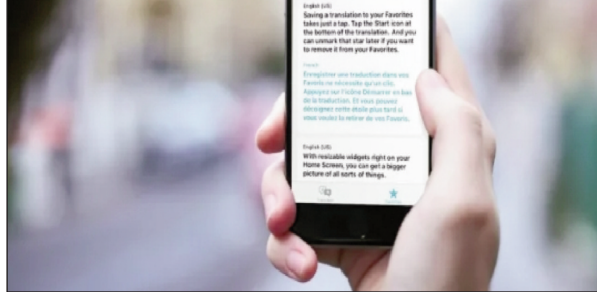 English (US)
Saving a translation to your Favorites
takes just a tap. Tap the Start icon at
the bottom of the translation. And you
can unmark that star later if you want
to remove it from your Favorites.
French
Enregistrer une traduction dans vos
Favoris ne nécessite qu'un clic.
Appuyez sur l'icône Démarrer en bas
de la traduction. Et vous pouvez
désigner cette étoile plus tard si
vous voulez la retirer de vos Favoris.
English (US)
With resizable widgets right on your
Home Screen, you can get a bigger
picture of all sorts of things.